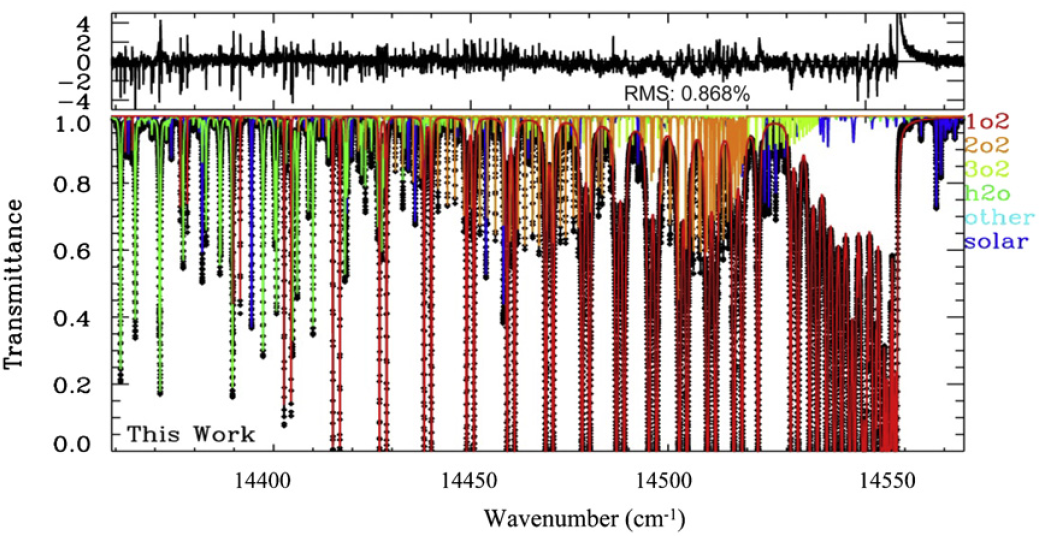 4
2
0
−2
−4
RMS: 0.868%
1.0
0.8
0.6
0.4
0.2
0.0
Transmittance
1o2
2o2
3o2
h2o
other
solar
This Work
14400 14450 14500 14550
Wavenumber (cm⁻¹)